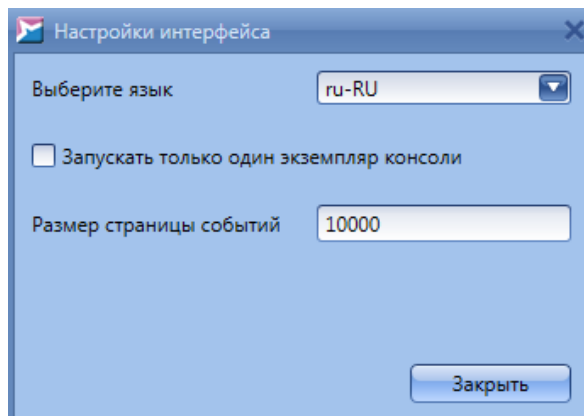 Настройки интерфейса
Выберите язык ru-RU
Запускать только один экземпляр консоли
Размер страницы событий 10000
Закрыть